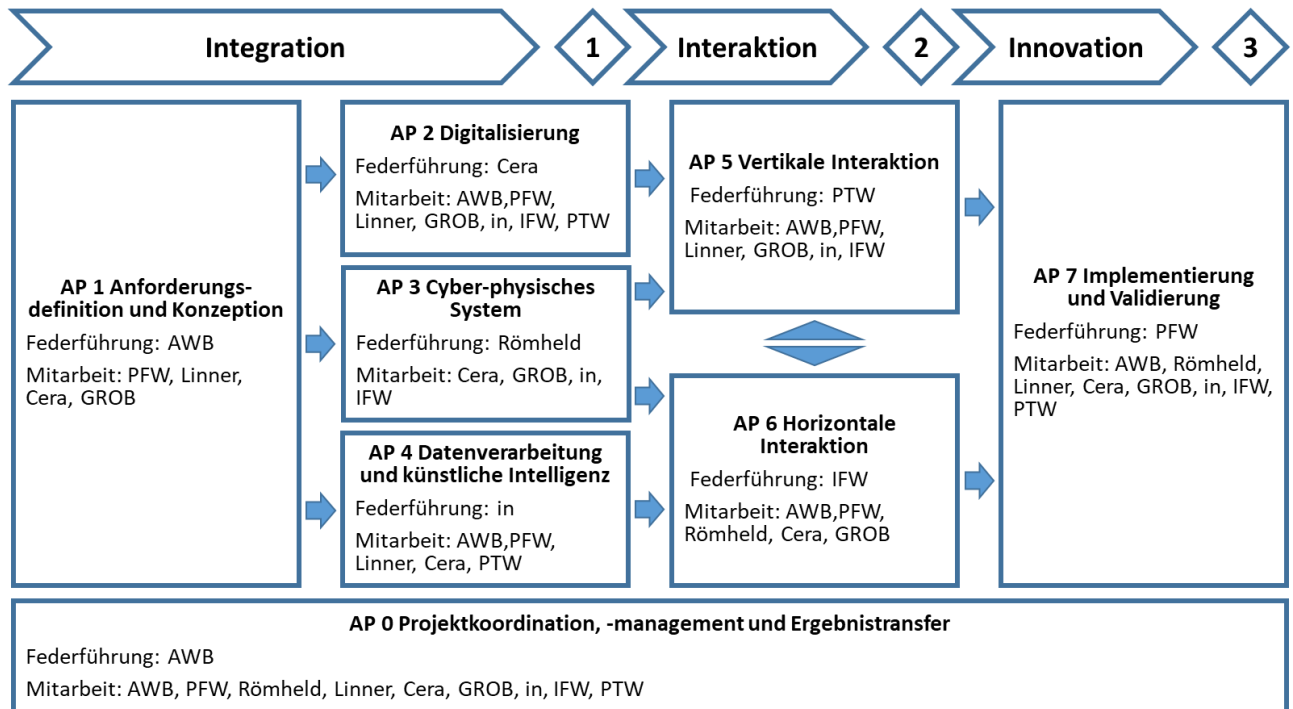 Integration
1
Interaktion
2
Innovation
3
AP 1 Anforderungs-
definition und Konzeption
Federführung: AWB
Mitarbeit: PFW, Linner,
Cera, GROB
AP 2 Digitalisierung
Federführung: Cera
Mitarbeit: AWB,PFW,
Linner, GROB, in, IFW, PTW
AP 3 Cyber-physisches
System
Federführung: Römheld
Mitarbeit: Cera, GROB, in,
IFW
AP 4 Datenverarbeitung
und künstliche Intelligenz
Federführung: in
Mitarbeit: AWB,PFW,
Linner, Cera, PTW
AP 5 Vertikale Interaktion
Federführung: PTW
Mitarbeit: AWB,PFW,
Linner, GROB, in, IFW
AP 6 Horizontale
Interaktion
Federführung: IFW
Mitarbeit: AWB,PFW,
Römheld, Cera, GROB
AP 7 Implementierung
und Validierung
Federführung: PFW
Mitarbeit: AWB, Römheld,
Linner, Cera, GROB, in, IFW,
PTW
AP 0 Projektkoordination, -management und Ergebnistransfer
Federführung: AWB
Mitarbeit: AWB, PFW, Römheld, Linner, Cera, GROB, in, IFW, PTW